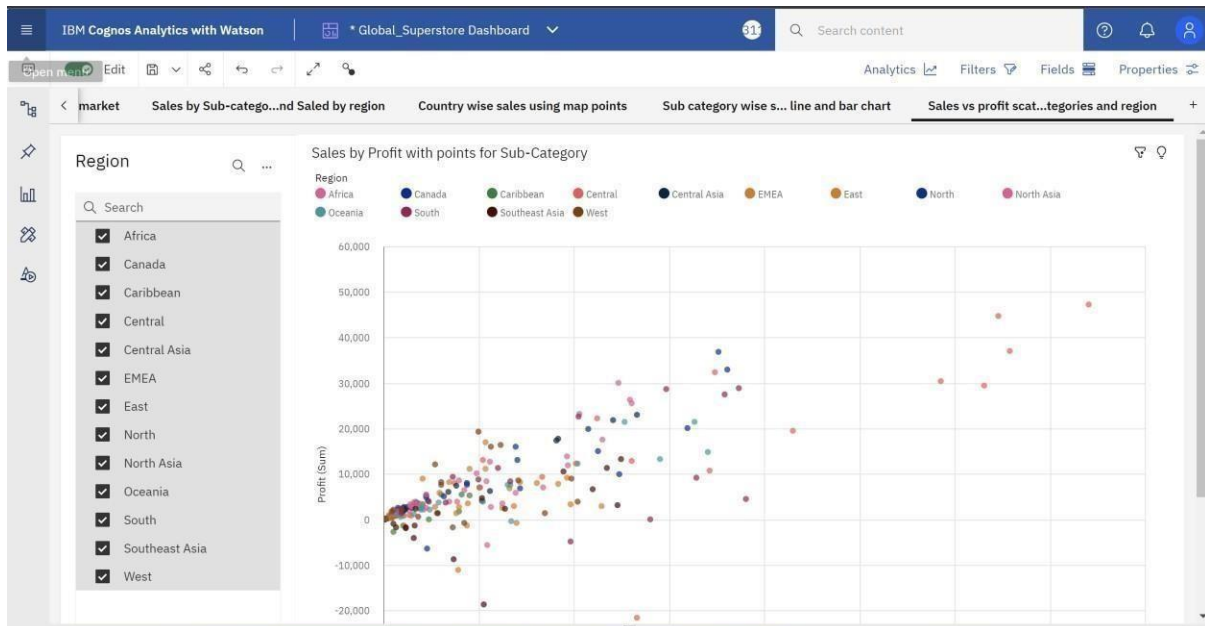 IBM Cognos Analytics with Watson
* Global_Superstore Dashboard
311
Search content
Open menu
Edit
Analytics
Filters
Fields
Properties
market
Sales by Sub-catego...nd Saled by region
Country wise sales using map points
Sub category wise s... line and bar chart
Sales vs profit scat...tegories and region
+
Region
...
Search
Africa
Canada
Caribbean
Central
Central Asia
EMEA
East
North
North Asia
Oceania
South
Southeast Asia
West
Sales by Profit with points for Sub-Category
Region
Africa
Canada
Caribbean
Central
Central Asia
EMEA
East
North
North Asia
Oceania
South
Southeast Asia
West
60,000
50,000
40,000
30,000
20,000
10,000
0
-10,000
-20,000
Profit (Sum)